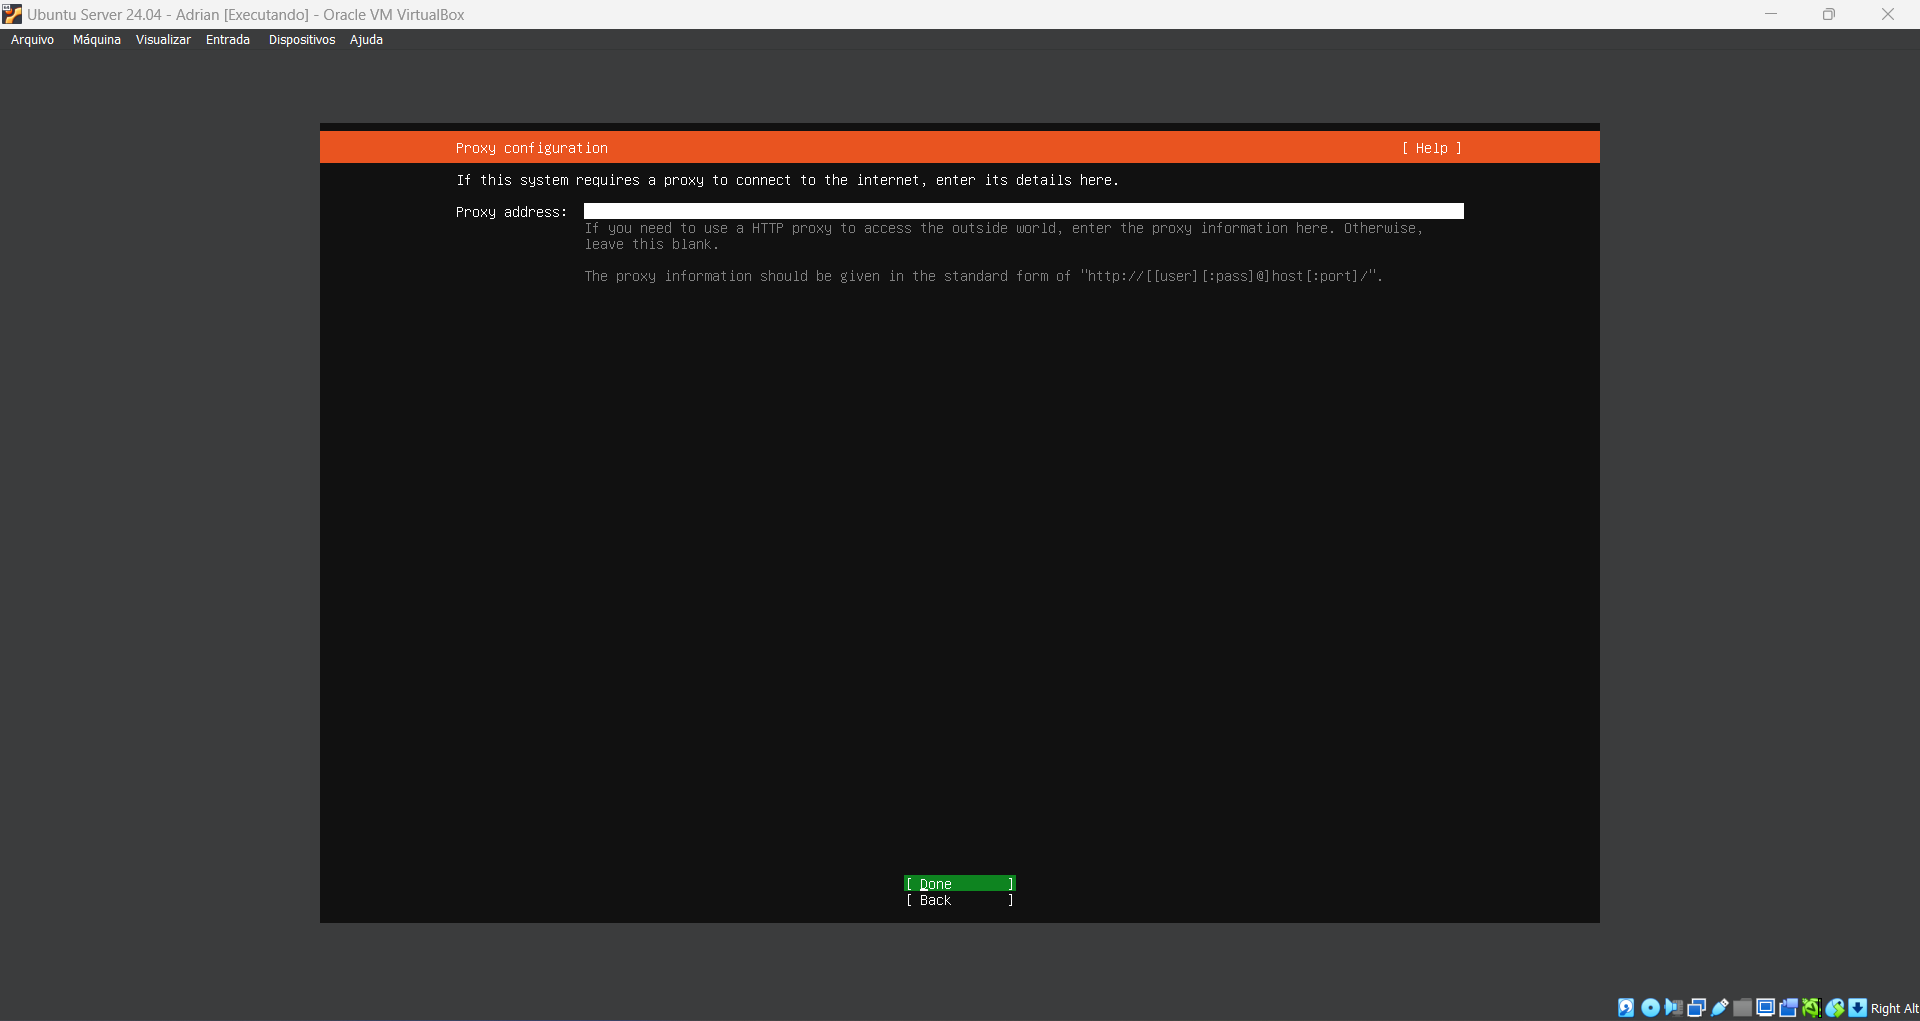 Ubuntu Server 24.04 - Adrian [Executando] - Oracle VM VirtualBox
Arquivo Máquina Visualizar Entrada Dispositivos Ajuda
Proxy configuration [ Help ]
If this system requires a proxy to connect to the internet, enter its details here.
Proxy address:
If you need to use a HTTP proxy to access the outside world, enter the proxy information here. Otherwise,
leave this blank.
The proxy information should be given in the standard form of "http://[[user][:pass]@]host[:port]/".
[ Done ]
[ Back ]
Right Alt